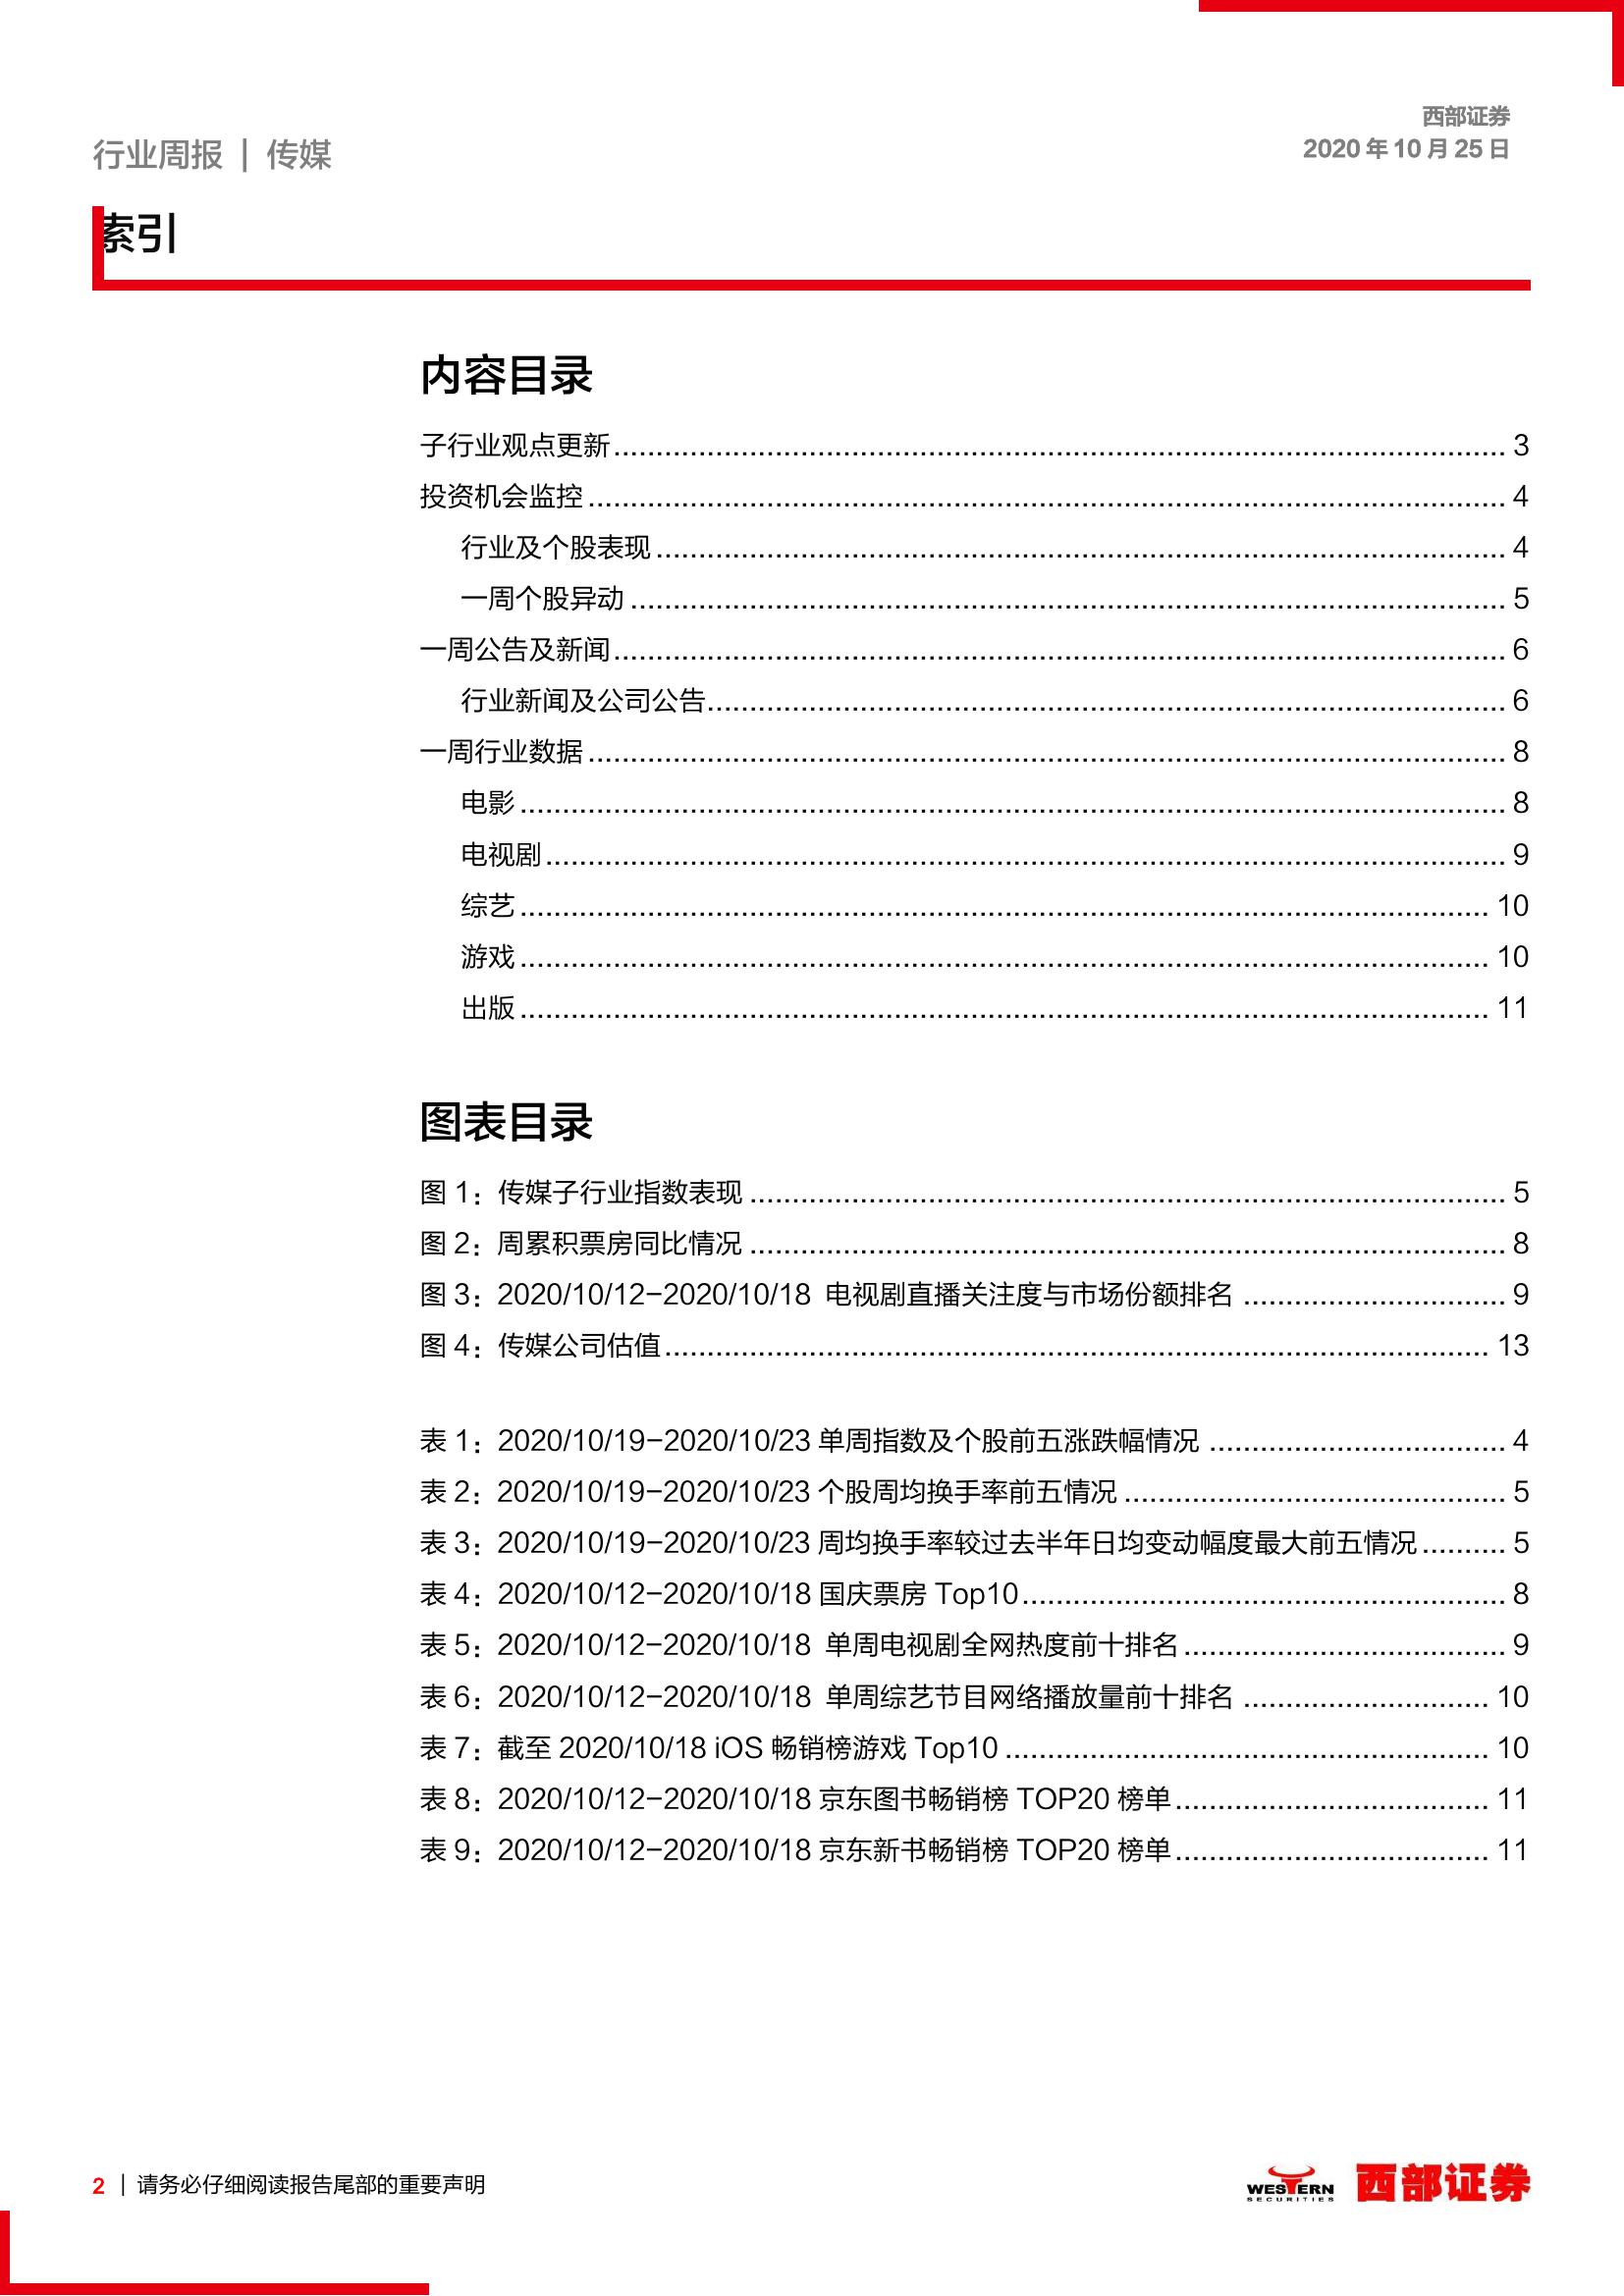 西部证券
行业周报 | 传媒
2020 年 10 月 25 日
索引
内容目录
子行业观点更新 3
投资机会监控 4
行业及个股表现 4
一周个股异动 5
一周公告及新闻 6
行业新闻及公司公告 6
一周行业数据 8
电影 8
电视剧 9
综艺 10
游戏 10
出版 11
图表目录
图 1：传媒子行业指数表现 5
图 2：周累积票房同比情况 8
图 3：2020/10/12-2020/10/18 电视剧直播关注度与市场份额排名 9
图 4：传媒公司估值 13
表 1：2020/10/19-2020/10/23 单周指数及个股前五涨跌幅情况 4
表 2：2020/10/19-2020/10/23 个股周均换手率前五情况 5
表 3：2020/10/19-2020/10/23 周均换手率较过去半年日均变动幅度最大前五情况 5
表 4：2020/10/12-2020/10/18 国庆票房 Top10 8
表 5：2020/10/12-2020/10/18 单周电视剧全网热度前十排名 9
表 6：2020/10/12-2020/10/18 单周综艺节目网络播放量前十排名 10
表 7：截至 2020/10/18 iOS 畅销榜游戏 Top10 10
表 8：2020/10/12-2020/10/18 京东图书畅销榜 TOP20 榜单 11
表 9：2020/10/12-2020/10/18 京东新书畅销榜 TOP20 榜单 11
2 | 请务必仔细阅读报告尾部的重要声明
WESTERN
SECURITIES
西部证券